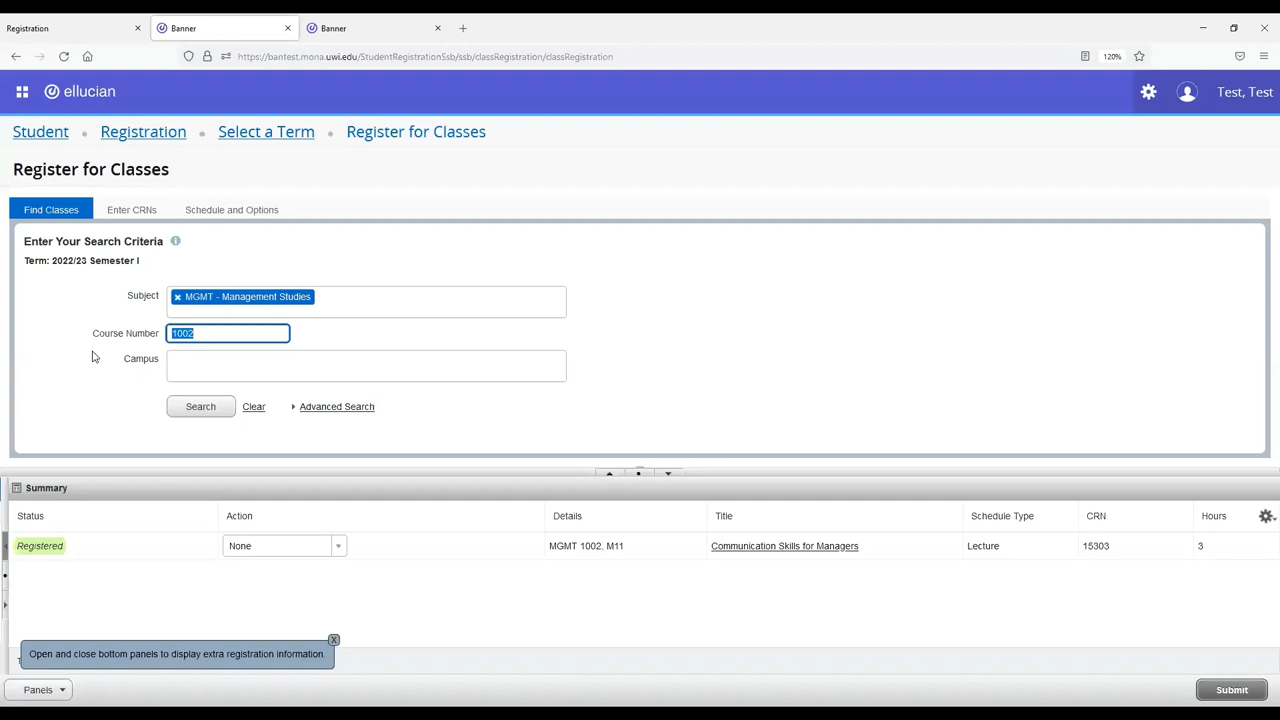 Registration
Banner
Banner
https://bantest.mona.uwi.edu/StudentRegistrationSsb/ssb/classRegistration/classRegistration
120%
ellucian
Test, Test
Student • Registration • Select a Term • Register for Classes
Register for Classes
Find Classes
Enter CRNs
Schedule and Options
Enter Your Search Criteria
Term: 2022/23 Semester I
Subject
MGMT - Management Studies
Course Number
1002
Campus
Search
Clear
Advanced Search
Summary
Status Action Details Title Schedule Type CRN Hours
Registered None MGMT 1002, M11 Communication Skills for Managers Lecture 15303 3
X
Open and close bottom panels to display extra registration information.
Panels
Submit